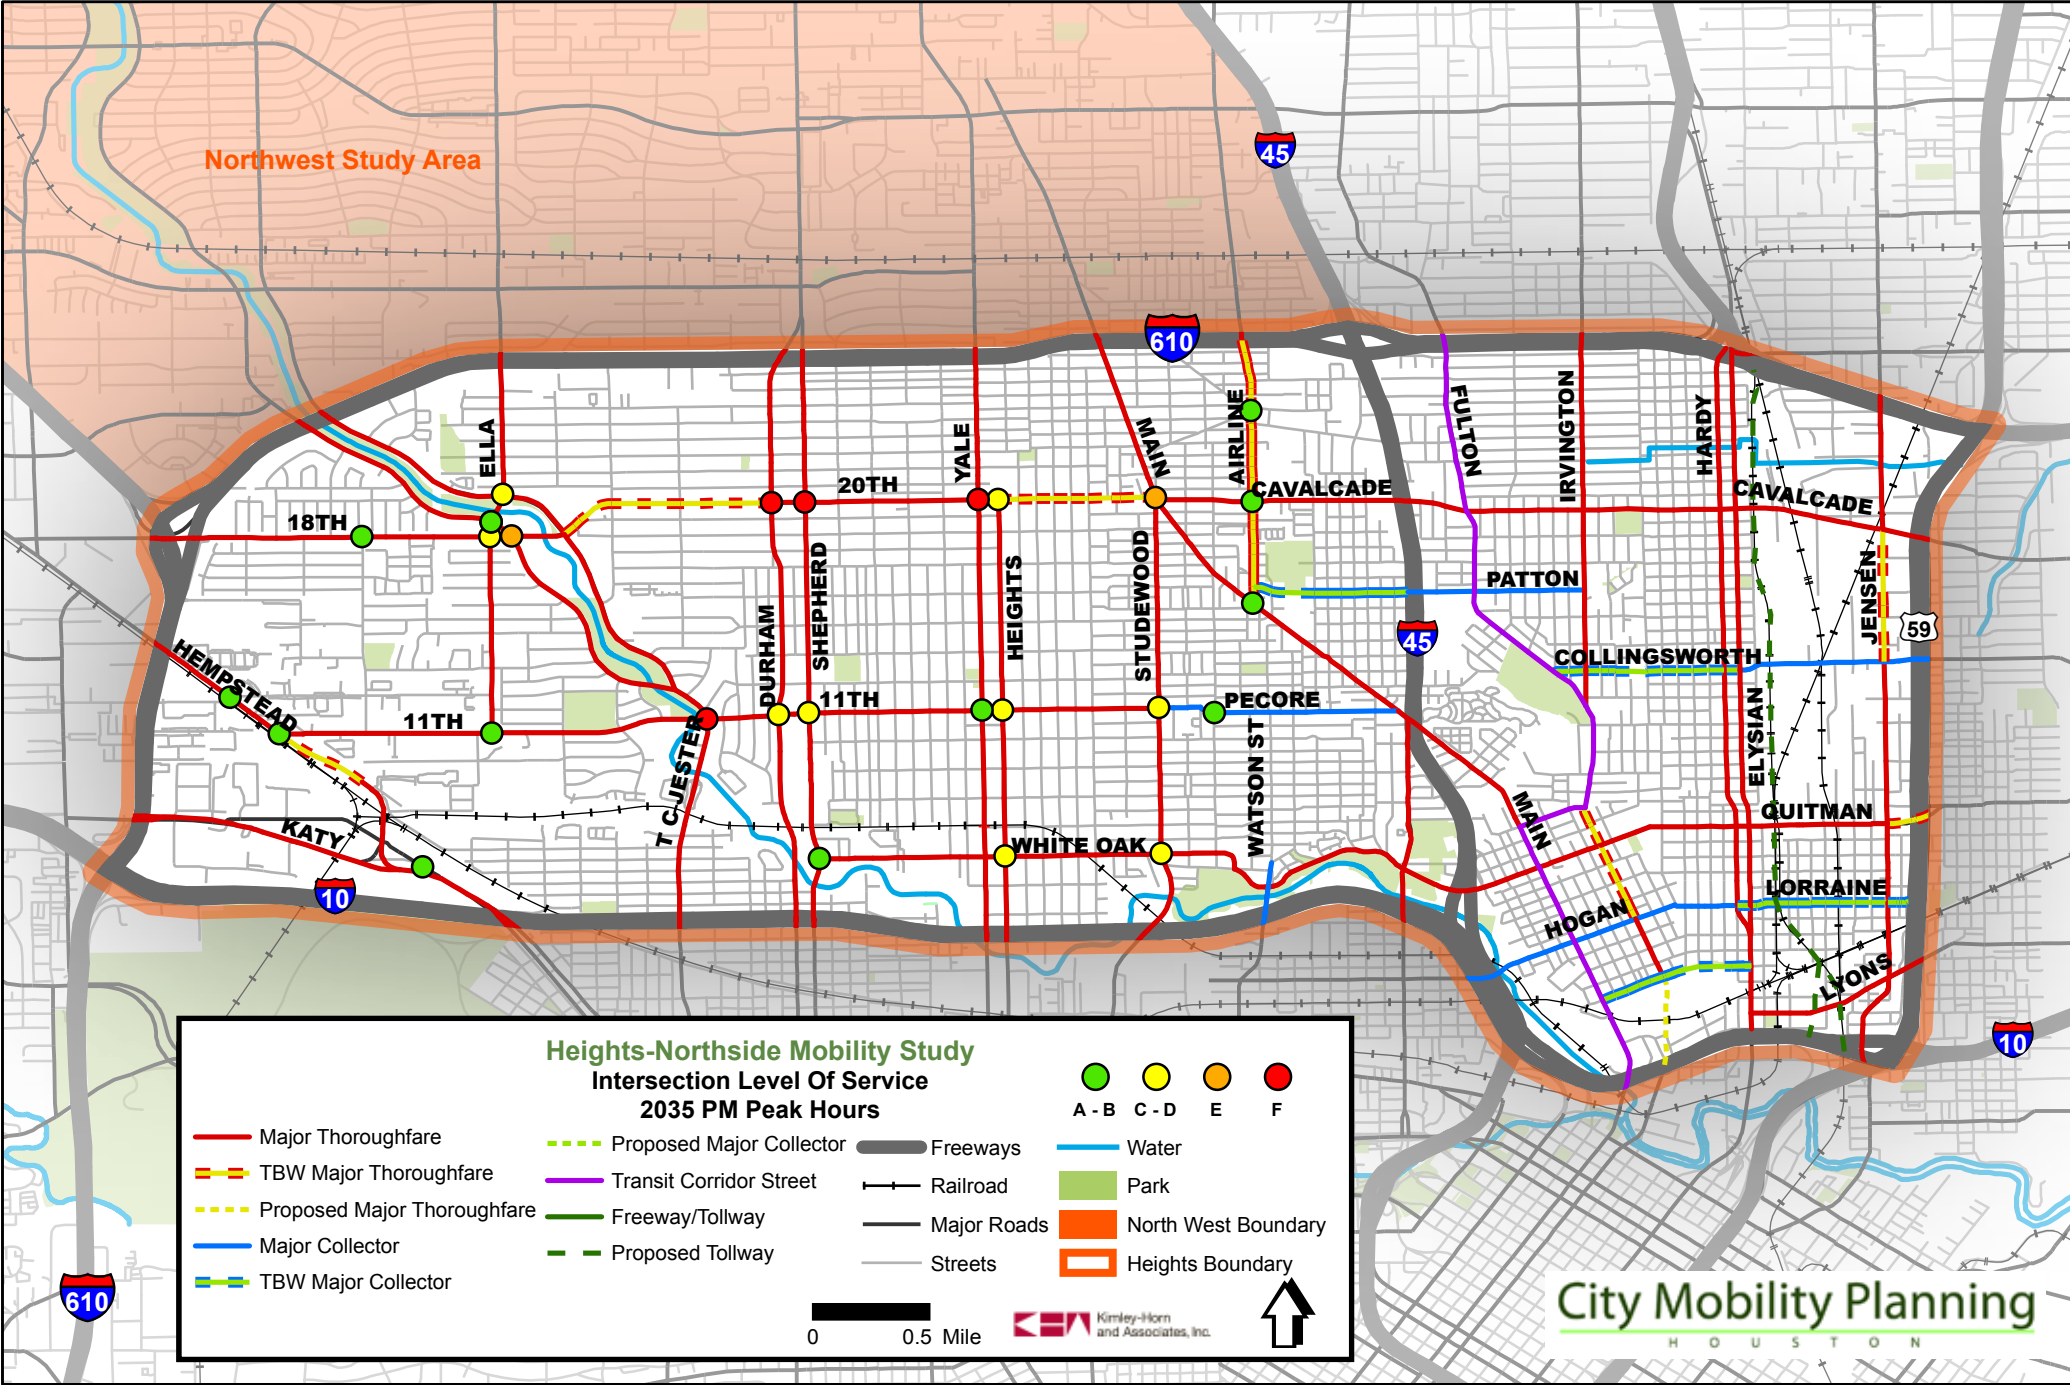 Northwest Study Area
45
610
ELLA
YALE
MAIN
AIRLINE
FULTON
IRVINGTON
HARDY
20TH
CAVALCADE
CAVALCADE
18TH
SHEPHERD
HEIGHTS
STUDEWOOD
PATTON
JENSEN
DURHAM
45
59
HEMPSTEAD
COLLINGSWORTH
11TH
11TH
PECORE
T C JESTER
WATSON ST
ELYSIAN
KATY
WHITE OAK
MAIN
QUITMAN
10
LORRAINE
HOGAN
LYONS
10
610
Heights-Northside Mobility Study
Intersection Level Of Service
2035 PM Peak Hours
A - B C - D E F
Major Thoroughfare
TBW Major Thoroughfare
Proposed Major Thoroughfare
Major Collector
TBW Major Collector
Proposed Major Collector
Transit Corridor Street
Freeway/Tollway
Proposed Tollway
Freeways
Railroad
Major Roads
Streets
Water
Park
North West Boundary
Heights Boundary
0 0.5 Mile
Kimley-Horn
and Associates, Inc.
City Mobility Planning
HOUSTON